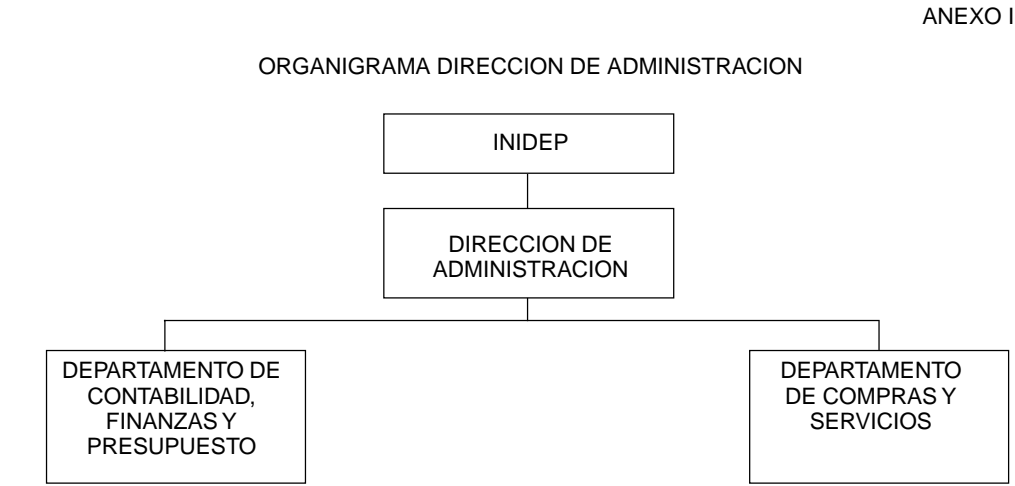 ANEXO I
ORGANIGRAMA DIRECCION DE ADMINISTRACION
INIDEP
DIRECCION DE
ADMINISTRACION
DEPARTAMENTO DE
CONTABILIDAD,
FINANZAS Y
PRESUPUESTO
DEPARTAMENTO
DE COMPRAS Y
SERVICIOS